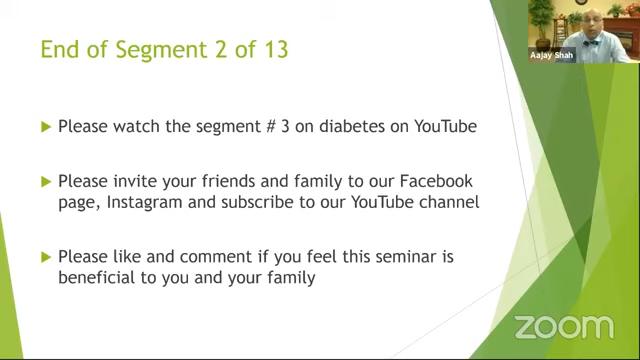 End of Segment 2 of 13
Aajay Shah
Please watch the segment # 3 on diabetes on YouTube
Please invite your friends and family to our Facebook
page, Instagram and subscribe to our YouTube channel
Please like and comment if you feel this seminar is
beneficial to you and your family
zoom